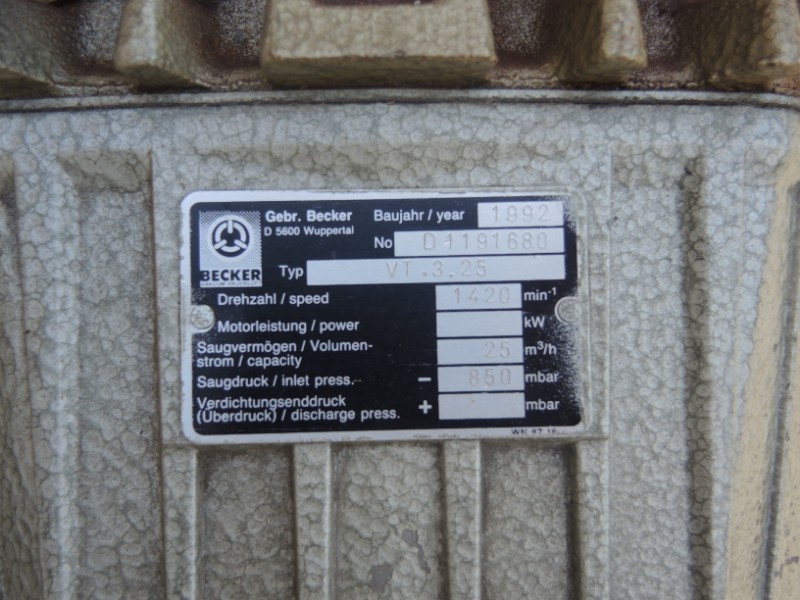 Gebr. Becker
D 5600 Wuppertal
Baujahr / year 1992
No D1191680
BECKER
Typ VT.3.25
Drehzahl / speed 1420 min-1
Motorleistung / power kW
Saugvermögen / Volumen-
strom / capacity 25 m³/h
Saugdruck / inlet press. - 850 mbar
Verdichtungsenddruck
(Überdruck) / discharge press. + mbar